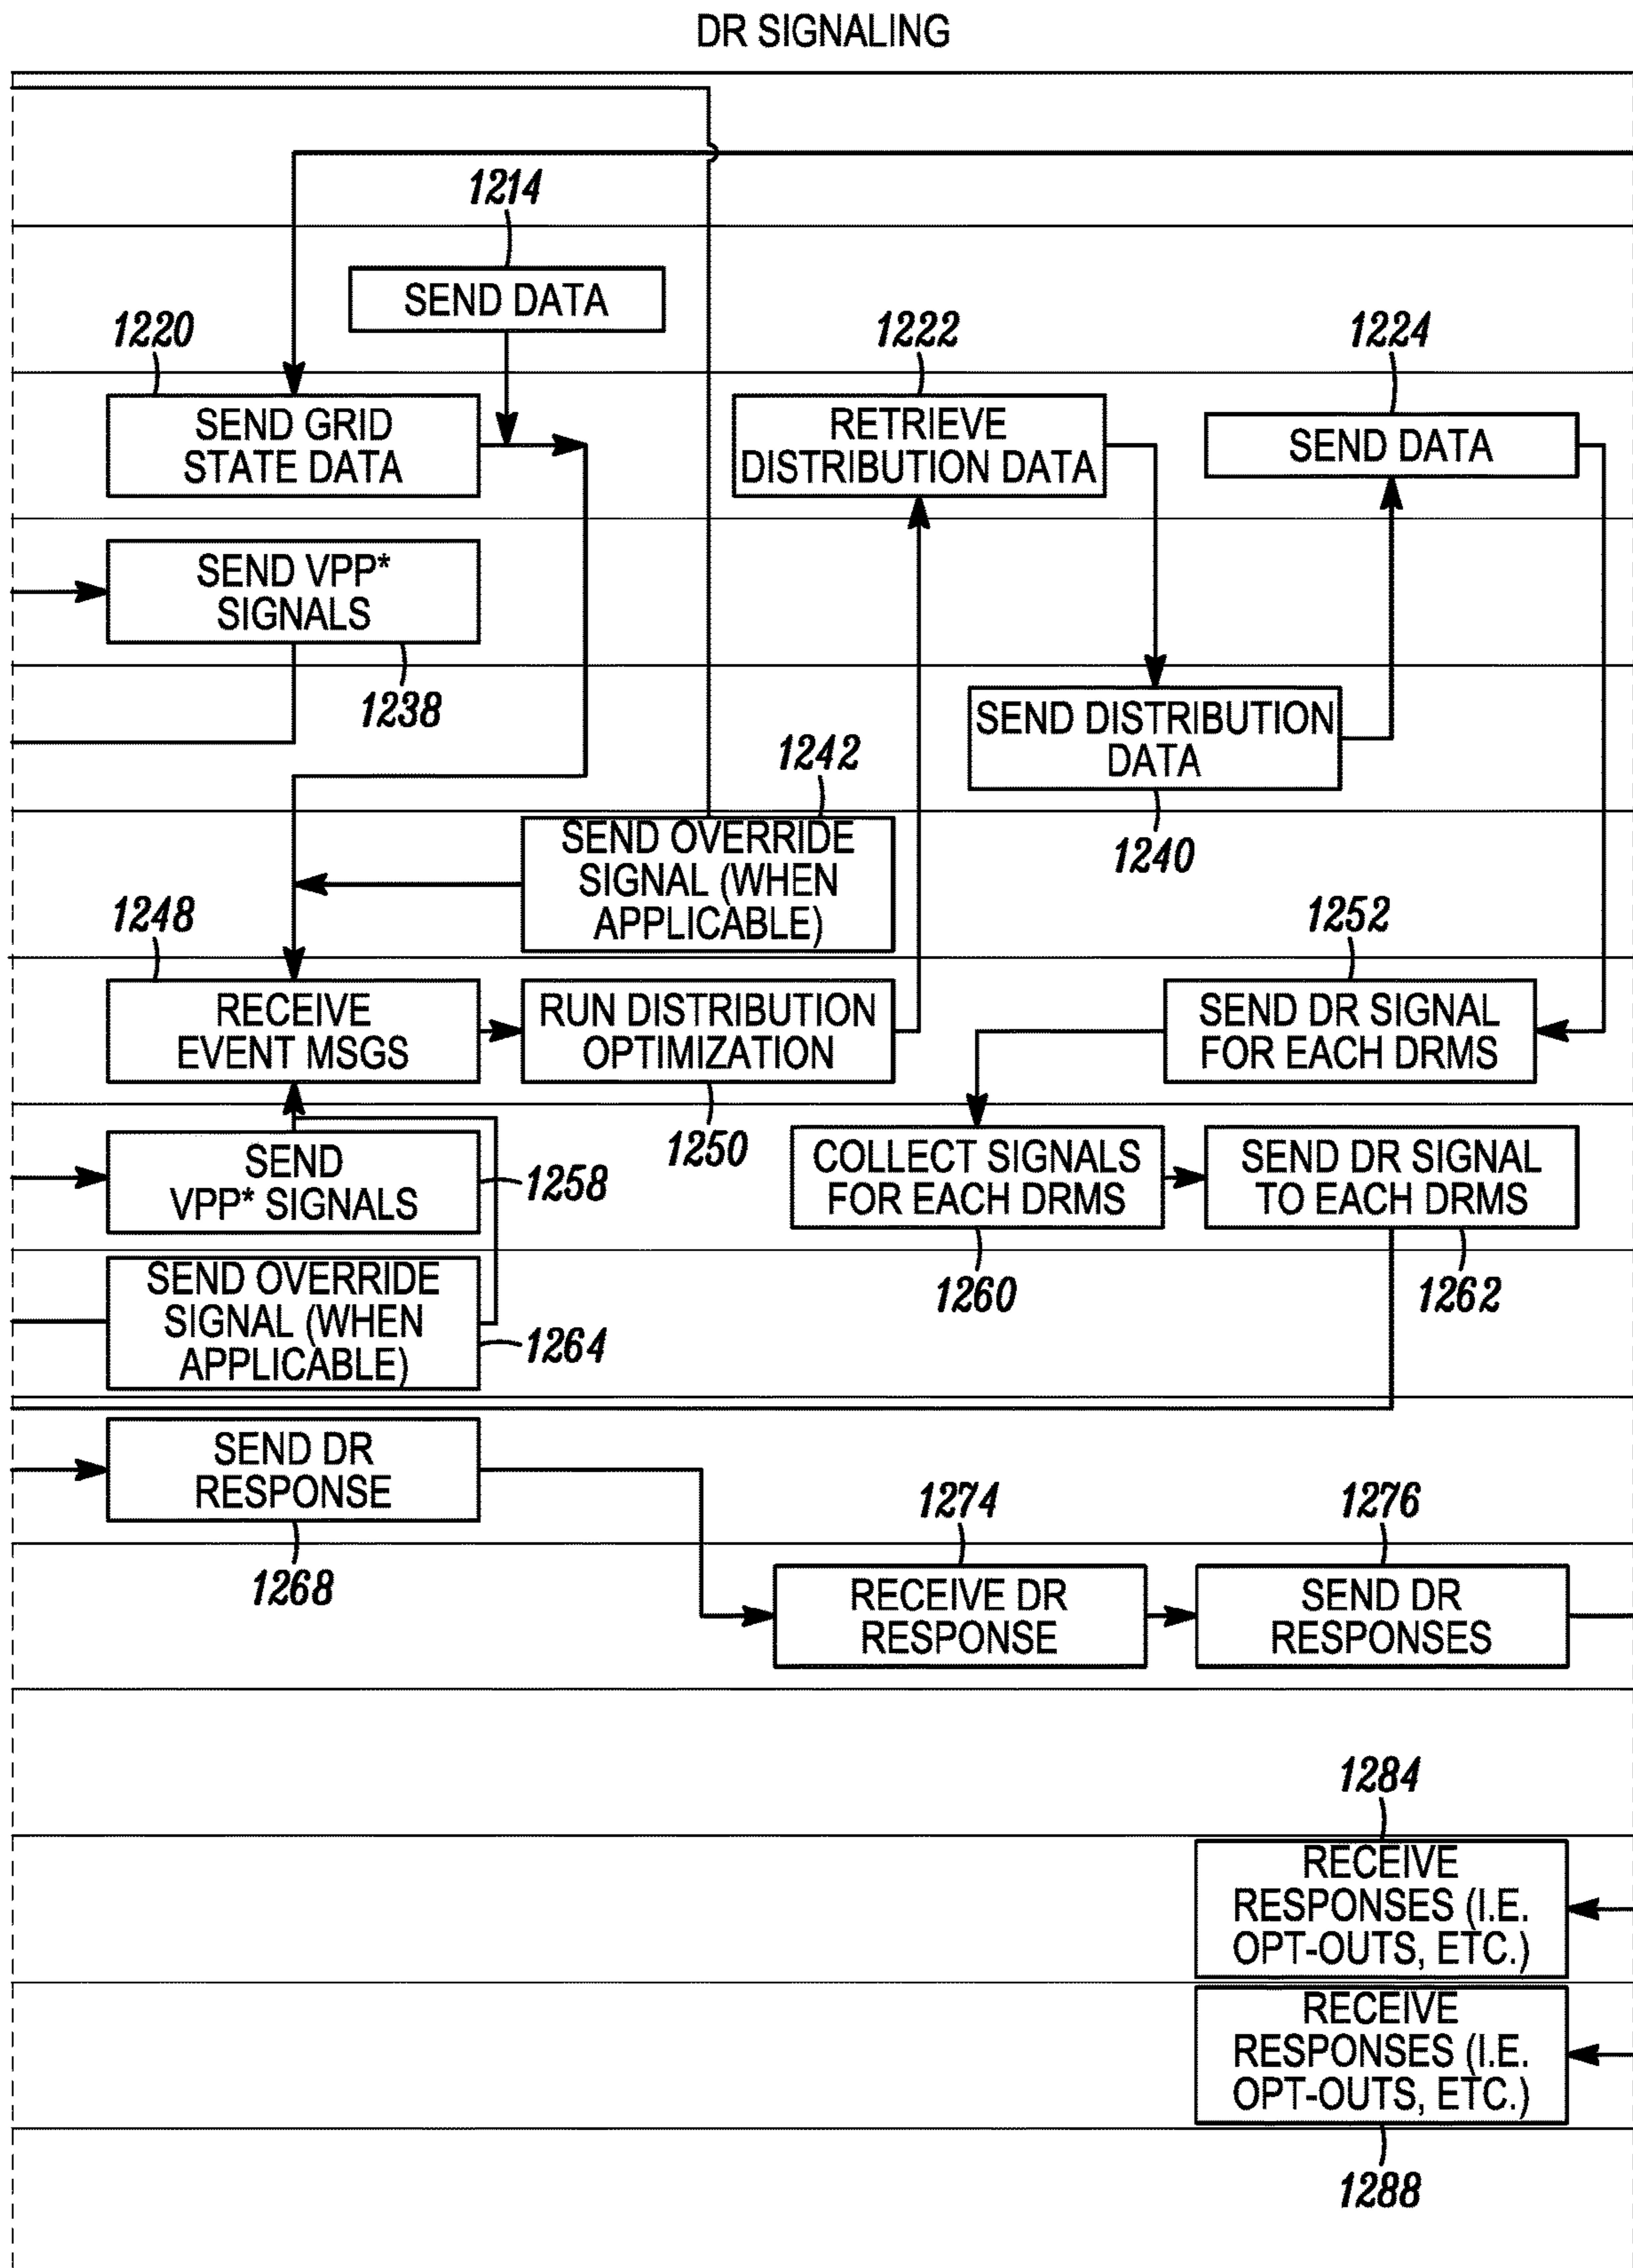 DR SIGNALING
1214
SEND DATA
1220
SEND GRID
STATE DATA
1222
RETRIEVE
DISTRIBUTION DATA
1224
SEND DATA
SEND VPP*
SIGNALS
1238
SEND DISTRIBUTION
DATA
1240
1242
SEND OVERRIDE
SIGNAL (WHEN
APPLICABLE)
1248
RECEIVE
EVENT MSGS
RUN DISTRIBUTION
OPTIMIZATION
1250
1252
SEND DR SIGNAL
FOR EACH DRMS
SEND
VPP* SIGNALS
1258
COLLECT SIGNALS
FOR EACH DRMS
1260
SEND DR SIGNAL
TO EACH DRMS
1262
SEND OVERRIDE
SIGNAL (WHEN
APPLICABLE)
1264
SEND DR
RESPONSE
1268
1274
RECEIVE DR
RESPONSE
1276
SEND DR
RESPONSES
1284
RECEIVE
RESPONSES (I.E.
OPT-OUTS, ETC.)
RECEIVE
RESPONSES (I.E.
OPT-OUTS, ETC.)
1288